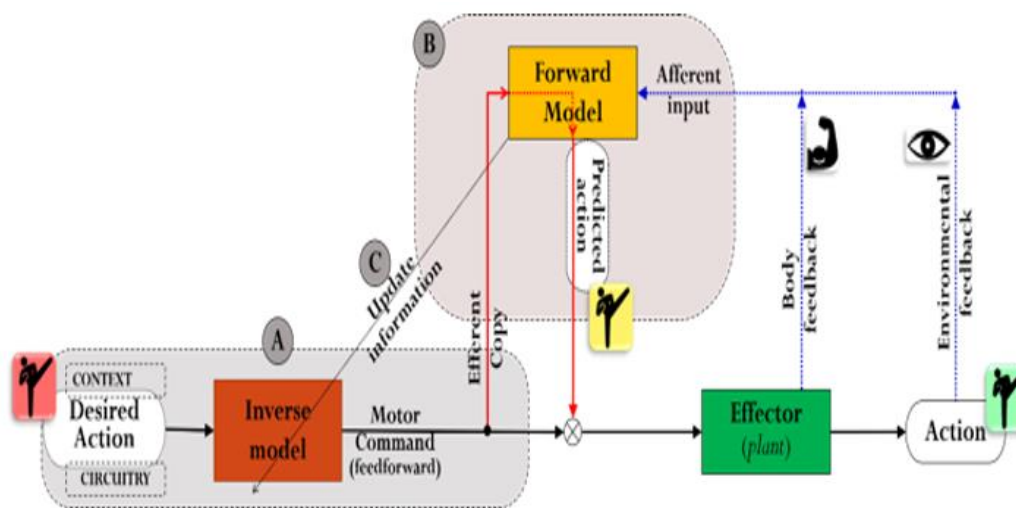 B
Forward
Model
Afferent
input
Predicted
action
C
Update
information
Efferent
Copy
Body
feedback
Environmental
feedback
A
CONTEXT
Desired
Action
CIRCUITRY
Inverse
model
Motor
Command
(feedforward)
Effector
(plant)
Action